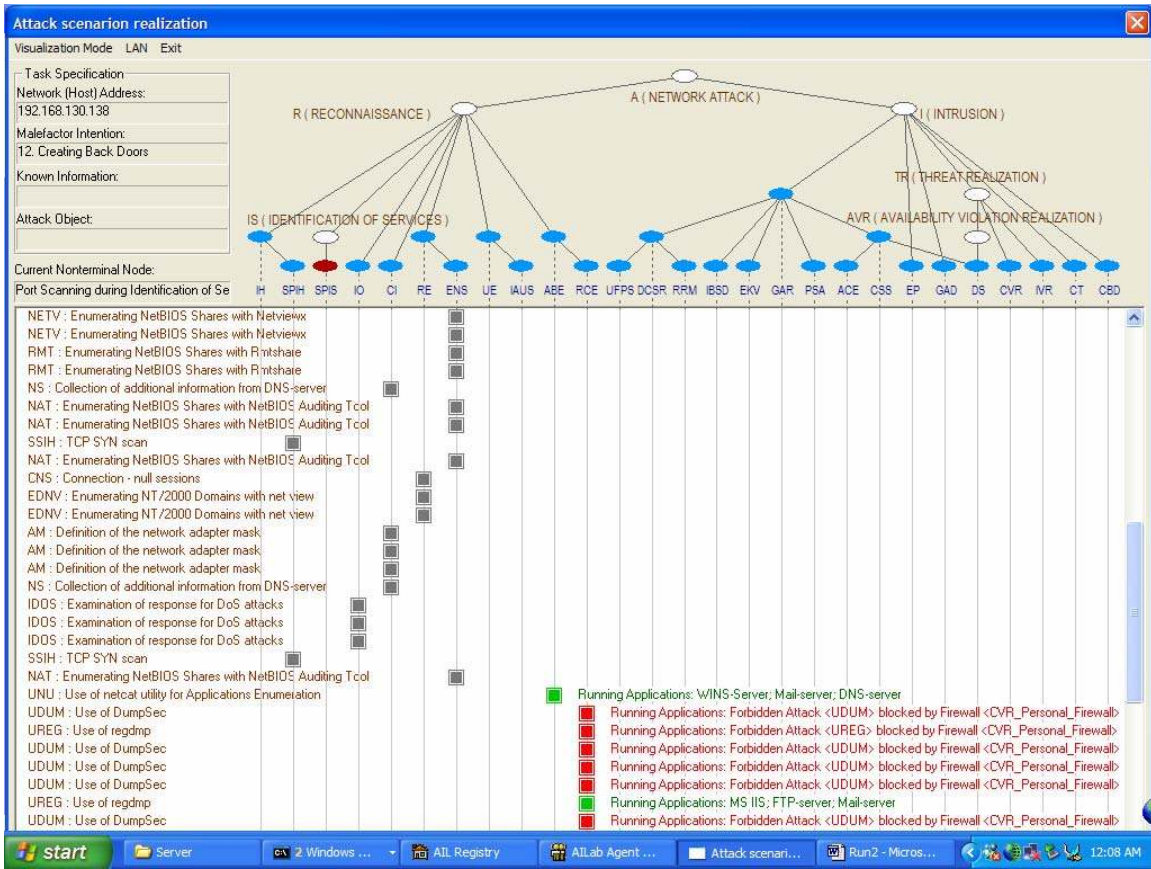 Attack scenarion realization
Visualization Mode LAN Exit
Task Specification
Network (Host) Address:
192.168.130.138
Malefactor Intention:
12. Creating Back Doors
Known Information:
Attack Object:
Current Nonterminal Node:
Port Scanning during Identification of Se
A ( NETWORK ATTACK )
R ( RECONNAISSANCE )
I ( INTRUSION )
TR ( THREAT REALIZATION )
IS ( IDENTIFICATION OF SERVICES )
AVR ( AVAILABILITY VIOLATION REALIZATION )
IH SPIH SPIS IO CI RE ENS UE IAUS ABE RCE UFPS DCSR RRM IBSD EKV GAR PSA ACE CSS EP GAD DS CVR IVR CT CBD
NETV : Enumerating NetBIOS Shares with Netviewx
NETV : Enumerating NetBIOS Shares with Netviewx
RMT : Enumerating NetBIOS Shares with Rmtshare
RMT : Enumerating NetBIOS Shares with Rmtshare
NS : Collection of additional information from DNS-server
NAT : Enumerating NetBIOS Shares with NetBIOS Auditing Tool
NAT : Enumerating NetBIOS Shares with NetBIOS Auditing Tool
SSIH : TCP SYN scan
NAT : Enumerating NetBIOS Shares with NetBIOS Auditing Tool
CNS : Connection - null sessions
EDNV : Enumerating NT/2000 Domains with net view
EDNV : Enumerating NT/2000 Domains with net view
AM : Definition of the network adapter mask
AM : Definition of the network adapter mask
AM : Definition of the network adapter mask
NS : Collection of additional information from DNS-server
IDOS : Examination of response for DoS attacks
IDOS : Examination of response for DoS attacks
IDOS : Examination of response for DoS attacks
SSIH : TCP SYN scan
NAT : Enumerating NetBIOS Shares with NetBIOS Auditing Tool
UNU : Use of netcat utility for Applications Enumeration Running Applications: WINS-Server; Mail-server; DNS-server
UDUM : Use of DumpSec Running Applications: Forbidden Attack <UDUM> blocked by Firewall <CVR_Personal_Firewall>
UREG : Use of regdmp Running Applications: Forbidden Attack <UREG> blocked by Firewall <CVR_Personal_Firewall>
UDUM : Use of DumpSec Running Applications: Forbidden Attack <UDUM> blocked by Firewall <CVR_Personal_Firewall>
UDUM : Use of DumpSec Running Applications: Forbidden Attack <UDUM> blocked by Firewall <CVR_Personal_Firewall>
UDUM : Use of DumpSec Running Applications: Forbidden Attack <UDUM> blocked by Firewall <CVR_Personal_Firewall>
UREG : Use of regdmp Running Applications: MS IIS; FTP-server; Mail-server
UDUM : Use of DumpSec Running Applications: Forbidden Attack <UDUM> blocked by Firewall <CVR_Personal_Firewall>
start Server 2 Windows ... AIL Registry AILab Agent ... Attack scenari... Run2 - Micros... 12:08 AM